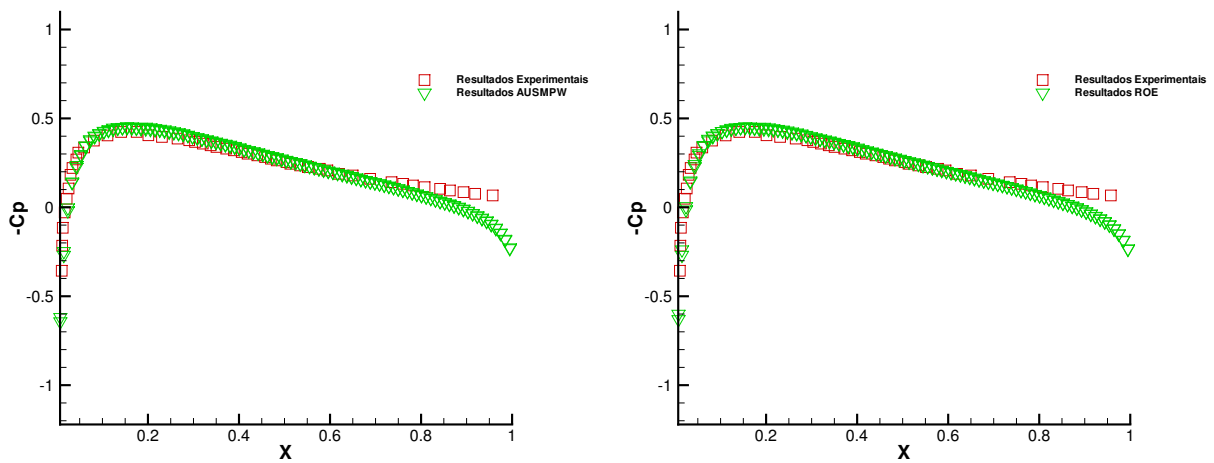 1
0.5
0
-0.5
-1
-Cp
0.2
0.4
0.6
0.8
1
X
Resultados Experimentais
Resultados AUSMPW
1
0.5
0
-0.5
-1
-Cp
0.2
0.4
0.6
0.8
1
X
Resultados Experimentais
Resultados ROE